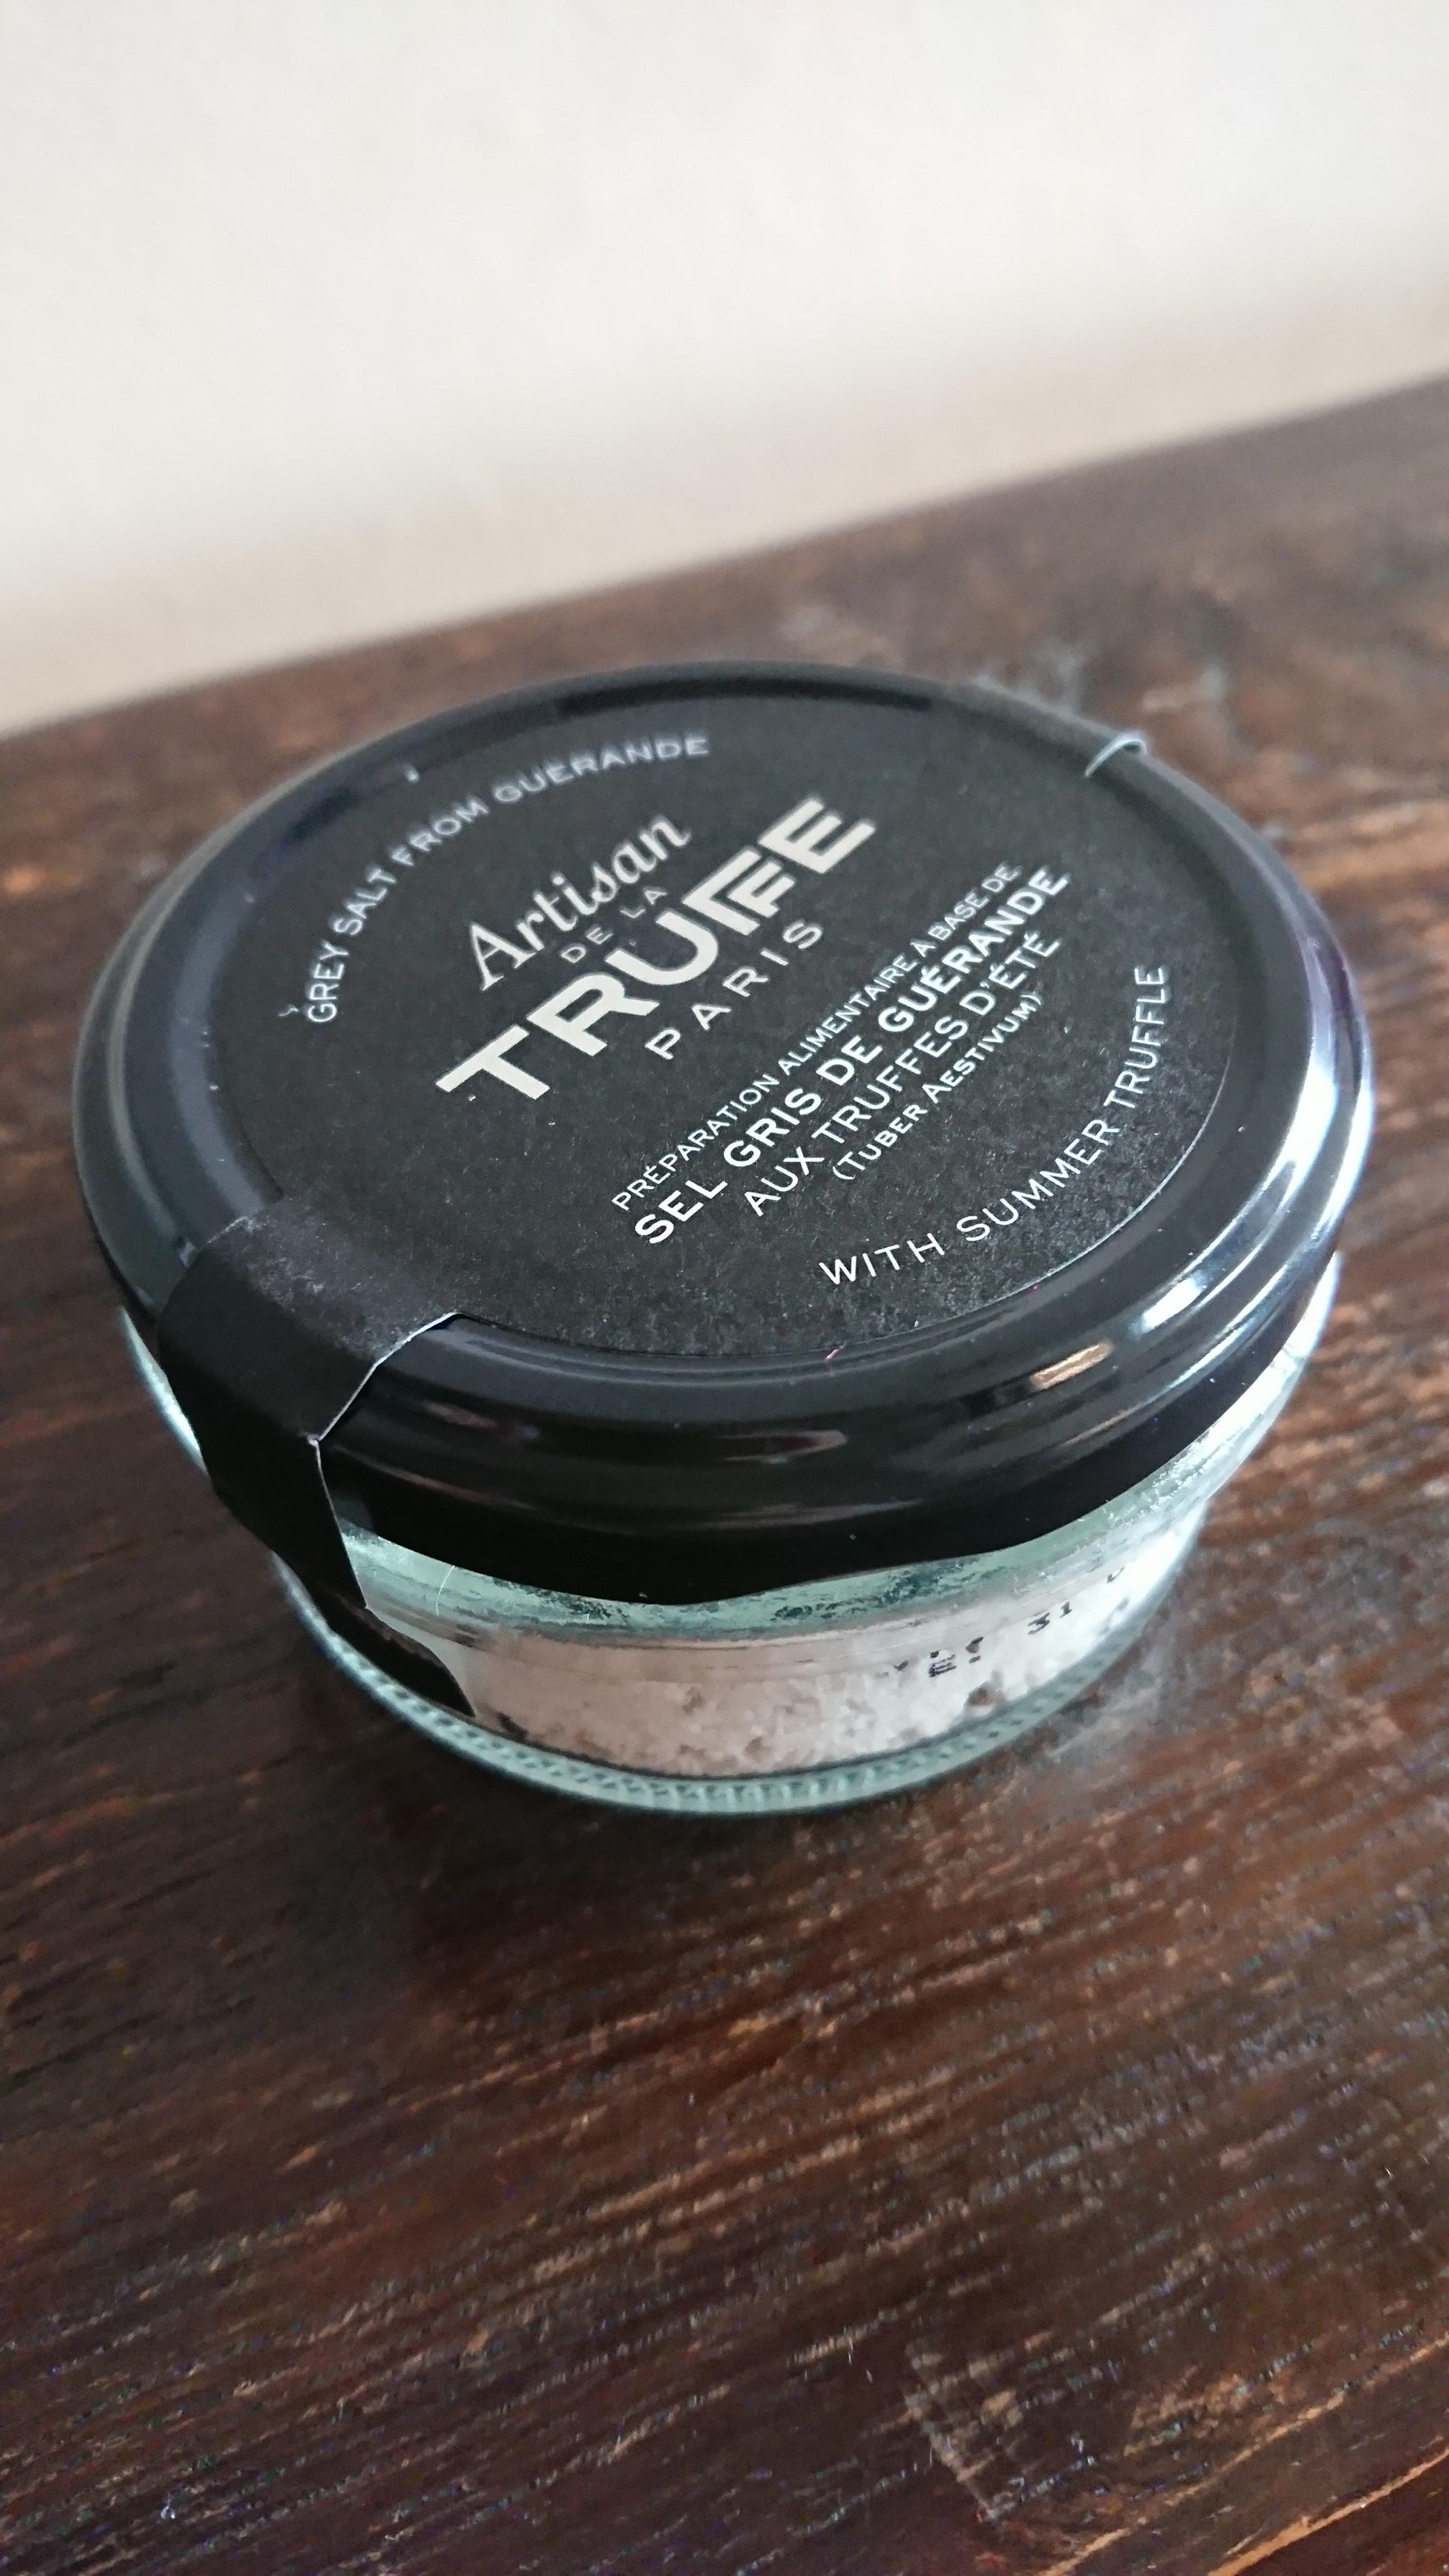 GREY SALT FROM GUÉRANDE
Artisan
DE LA
TRUFFE
PARIS
PRÉPARATION ALIMENTAIRE À BASE DE
SEL GRIS DE GUÉRANDE
AUX TRUFFES D'ÉTÉ
(TUBER AESTIVUM)
WITH SUMMER TRUFFLE
31